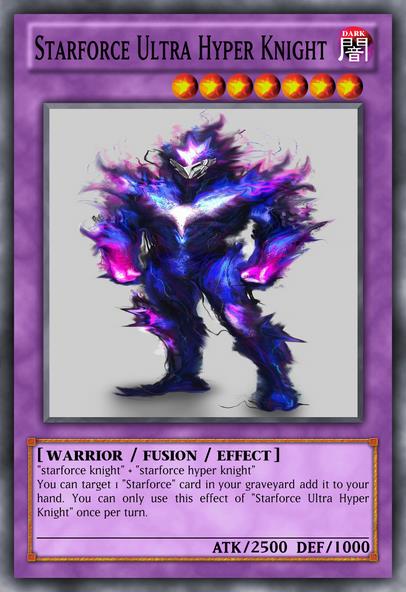 Starforce Ultra Hyper Knight
DARK
闇
[ WARRIOR / FUSION / EFFECT ]
"starforce knight" + "starforce hyper knight"
You can target 1 "Starforce" card in your graveyard add it to your
hand. You can only use this effect of "Starforce Ultra Hyper
Knight" once per turn.
ATK/2500 DEF/1000